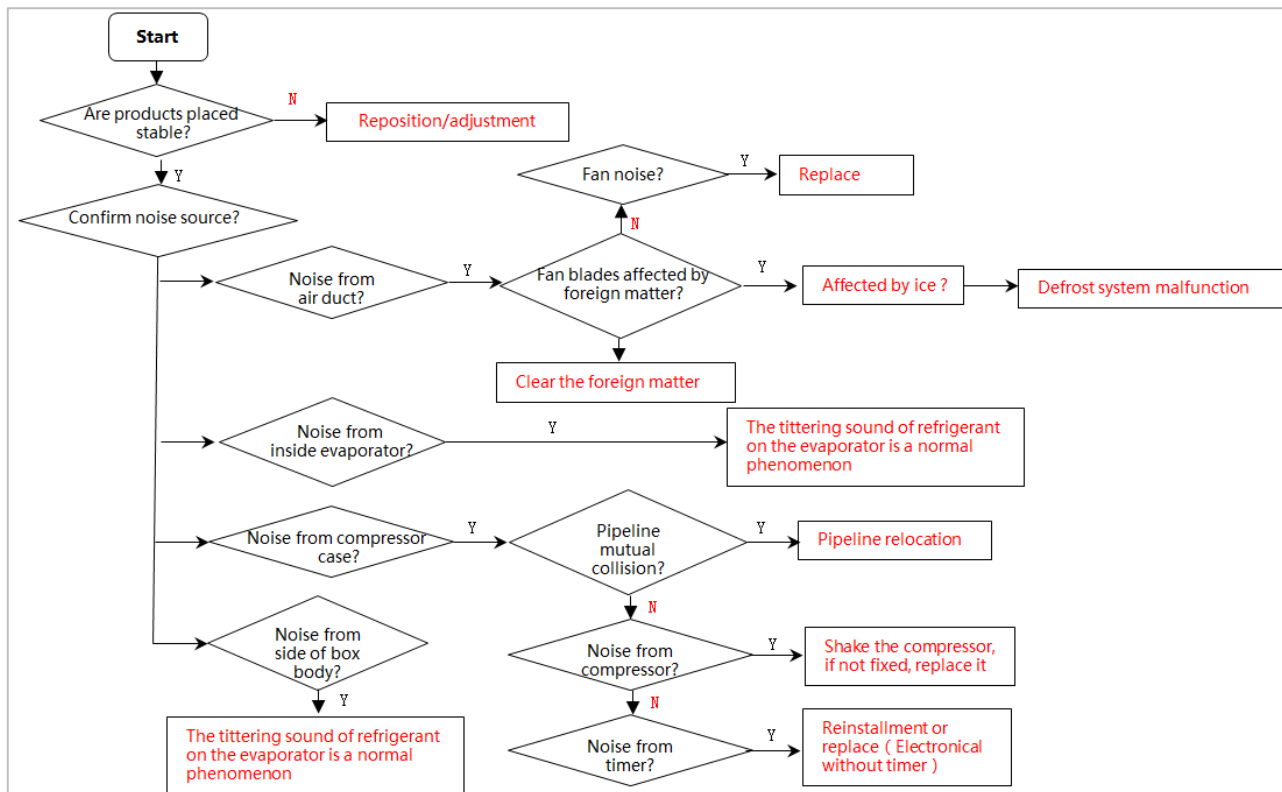 Start
Are products placed
stable?
N
Reposition/adjustment
Y
Confirm noise source?
Fan noise?
Y
Replace
N
Noise from
air duct?
Y
Fan blades affected by
foreign matter?
Y
Affected by ice ?
Defrost system malfunction
Clear the foreign matter
Noise from
inside evaporator?
Y
The tittering sound of refrigerant
on the evaporator is a normal
phenomenon
Noise from compressor
case?
Y
Pipeline
mutual
collision?
Y
Pipeline relocation
N
Noise from
side of box
body?
Y
The tittering sound of refrigerant
on the evaporator is a normal
phenomenon
Noise from
compressor?
Y
Shake the compressor,
if not fixed, replace it
N
Noise from
timer?
Y
Reinstallment or
replace ( Electronical
without timer )